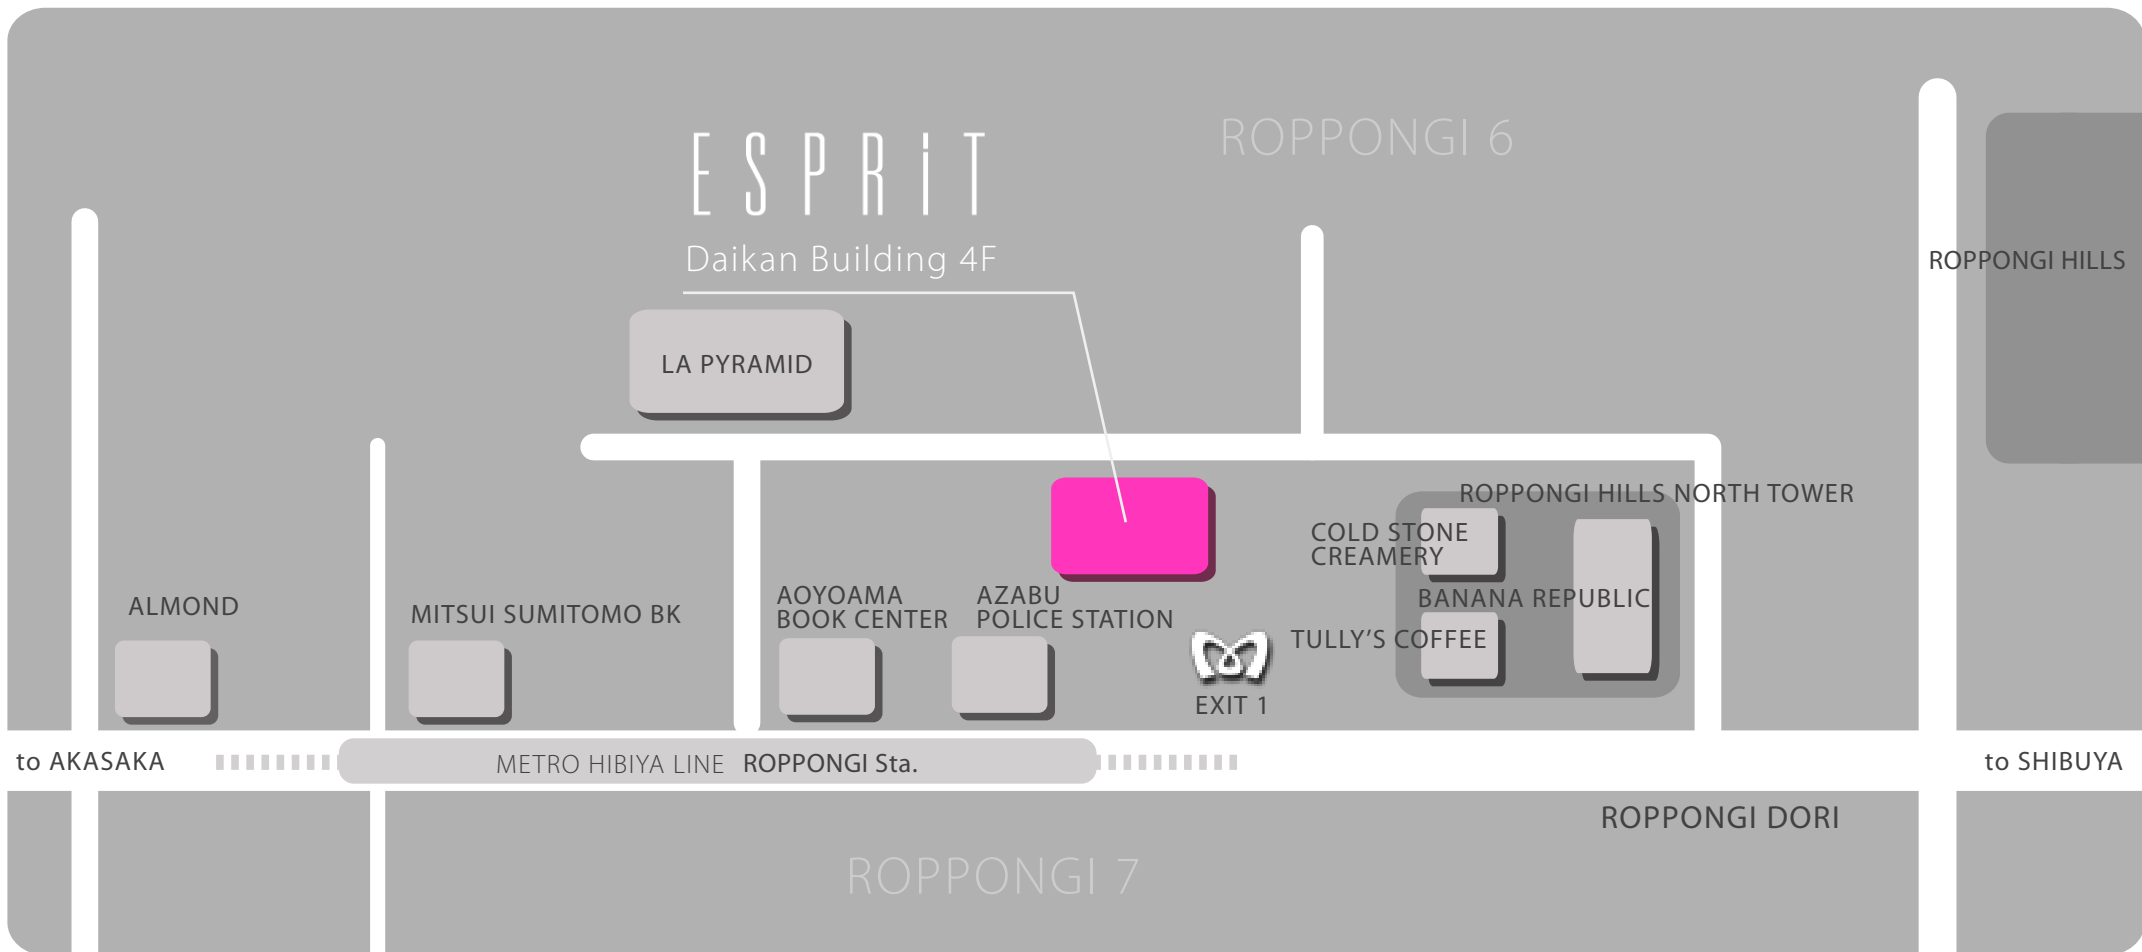 ROPPONGI 6
ESPRiT
Daikan Building 4F
ROPPONGI HILLS
LA PYRAMID
ROPPONGI HILLS NORTH TOWER
COLD STONE
CREAMERY
BANANA REPUBLIC
TULLY’S COFFEE
ALMOND
MITSUI SUMITOMO BK
AOYOAMA
BOOK CENTER
AZABU
POLICE STATION
EXIT 1
to AKASAKA
METRO HIBIYA LINE ROPPONGI Sta.
to SHIBUYA
ROPPONGI DORI
ROPPONGI 7